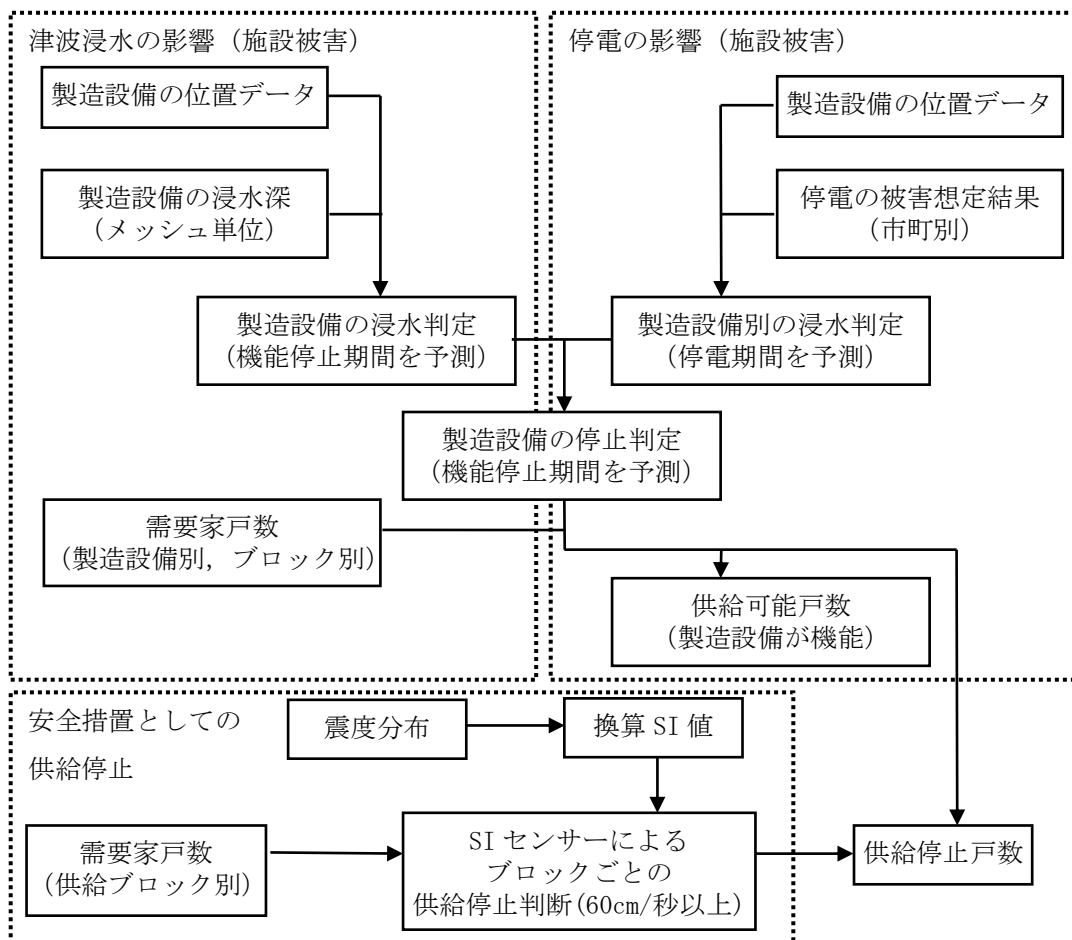 津波浸水の影響（施設被害）
製造設備の位置データ
製造設備の浸水深
（メッシュ単位）
製造設備の浸水判定
（機能停止期間を予測）
停電の影響（施設被害）
製造設備の位置データ
停電の被害想定結果
（市町別）
製造設備別の浸水判定
（停電期間を予測）
製造設備の停止判定
（機能停止期間を予測）
需要家戸数
（製造設備別，ブロック別）
供給可能戸数
（製造設備が機能）
安全措置としての
供給停止
震度分布
換算 SI 値
需要家戸数
（供給ブロック別）
SI センサーによる
ブロックごとの
供給停止判断(60cm/秒以上)
供給停止戸数